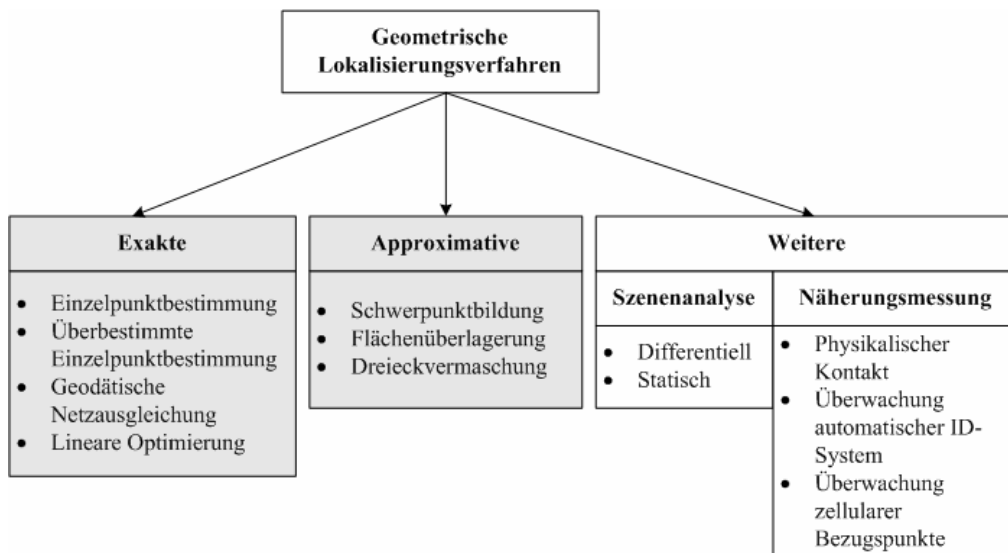 Geometrische
Lokalisierungsverfahren
Exakte
• Einzelpunktbestimmung
• Überbestimmte
Einzelpunktbestimmung
• Geodätische
Netzausgleichung
• Lineare Optimierung
Approximative
• Schwerpunktbildung
• Flächenüberlagerung
• Dreieckvermaschung
Weitere
Szenenanalyse
• Differentiell
• Statisch
Näherungsmessung
• Physikalischer
Kontakt
• Überwachung
automatischer ID-
System
• Überwachung
zellularer
Bezugspunkte